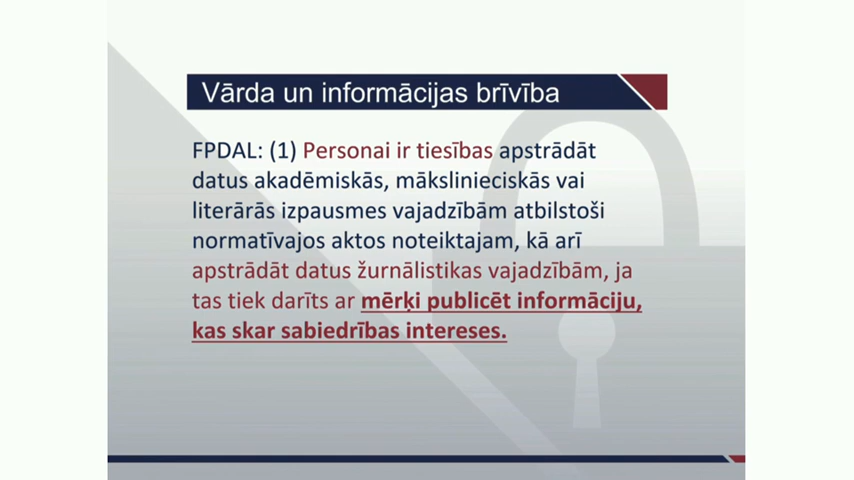 Vārda un informācijas brīvība
FPDAL: (1) Personai ir tiesības apstrādāt
datus akadēmiskās, mākslinieciskās vai
literārās izpausmes vajadzībām atbilstoši
normatīvajos aktos noteiktajam, kā arī
apstrādāt datus žurnālistikas vajadzībām, ja
tas tiek darīts ar mērķi publicēt informāciju,
kas skar sabiedrības intereses.